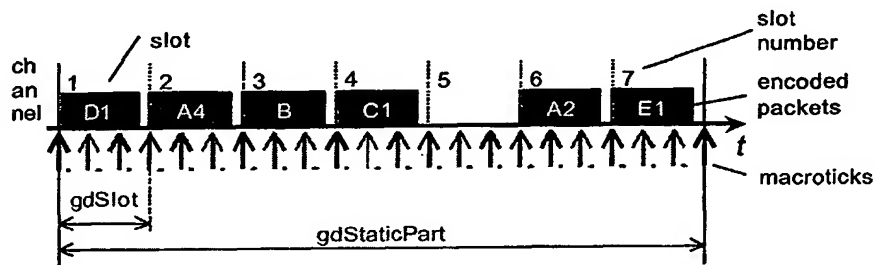 slot
slot
number
ch
an
nel
1 2 3 4 5 6 7
encoded
packets
D1 A4 B C1 A2 E1
t
macroticks
gdSlot
gdStaticPart